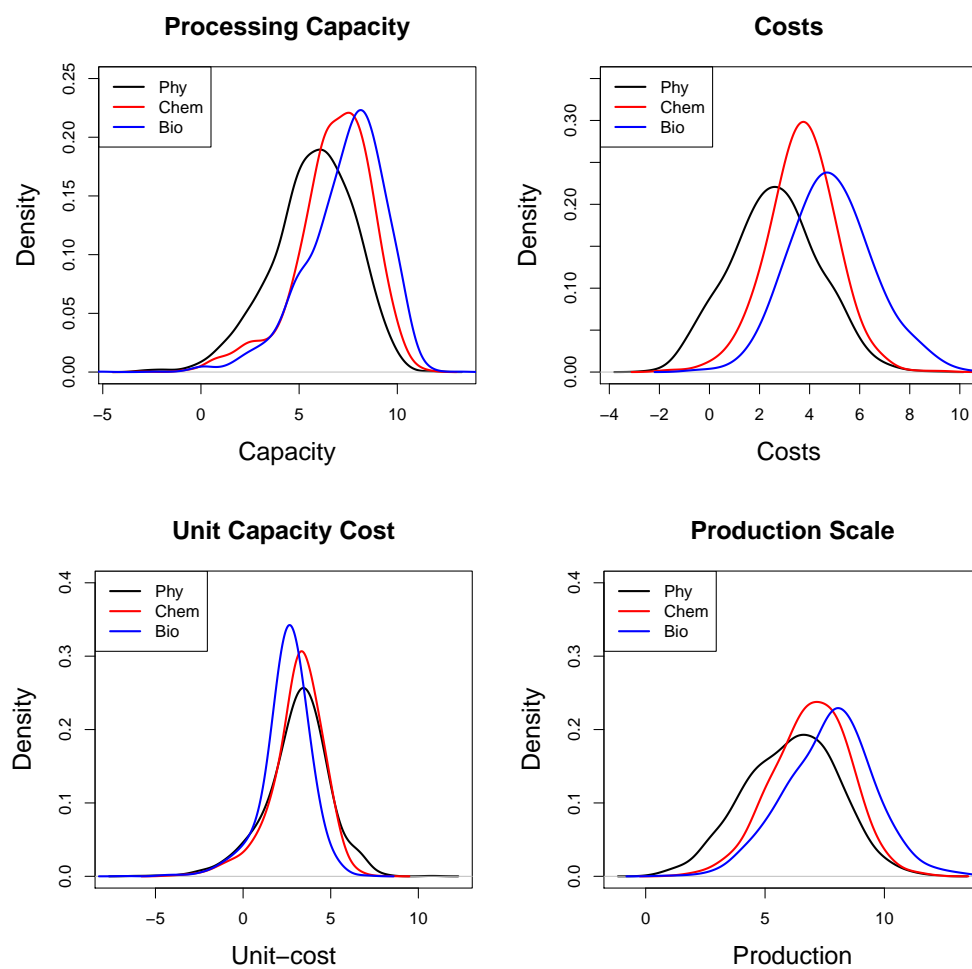 Processing Capacity
Density
0.00 0.05 0.10 0.15 0.20 0.25
Phy
Chem
Bio
−5 0 5 10
Capacity
Costs
Density
0.00 0.10 0.20 0.30
Phy
Chem
Bio
−4 −2 0 2 4 6 8 10
Costs
Unit Capacity Cost
Density
0.0 0.1 0.2 0.3 0.4
Phy
Chem
Bio
−5 0 5 10
Unit−cost
Production Scale
Density
0.0 0.1 0.2 0.3 0.4
Phy
Chem
Bio
0 5 10
Production